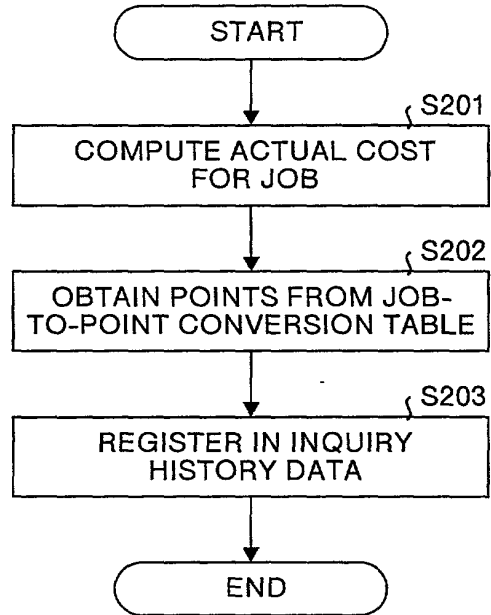 START
S201
COMPUTE ACTUAL COST
FOR JOB
S202
OBTAIN POINTS FROM JOB-
TO-POINT CONVERSION TABLE
S203
REGISTER IN INQUIRY
HISTORY DATA
END